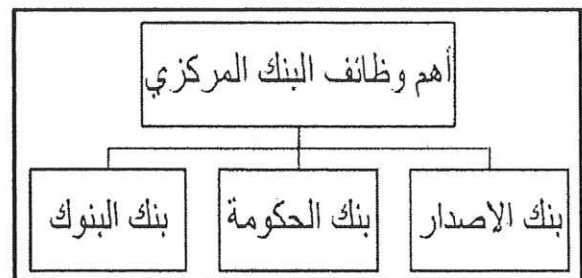 أهم وظائف البنك المركزي
بنك الاصدار
بنك الحكومة
بنك البنوك